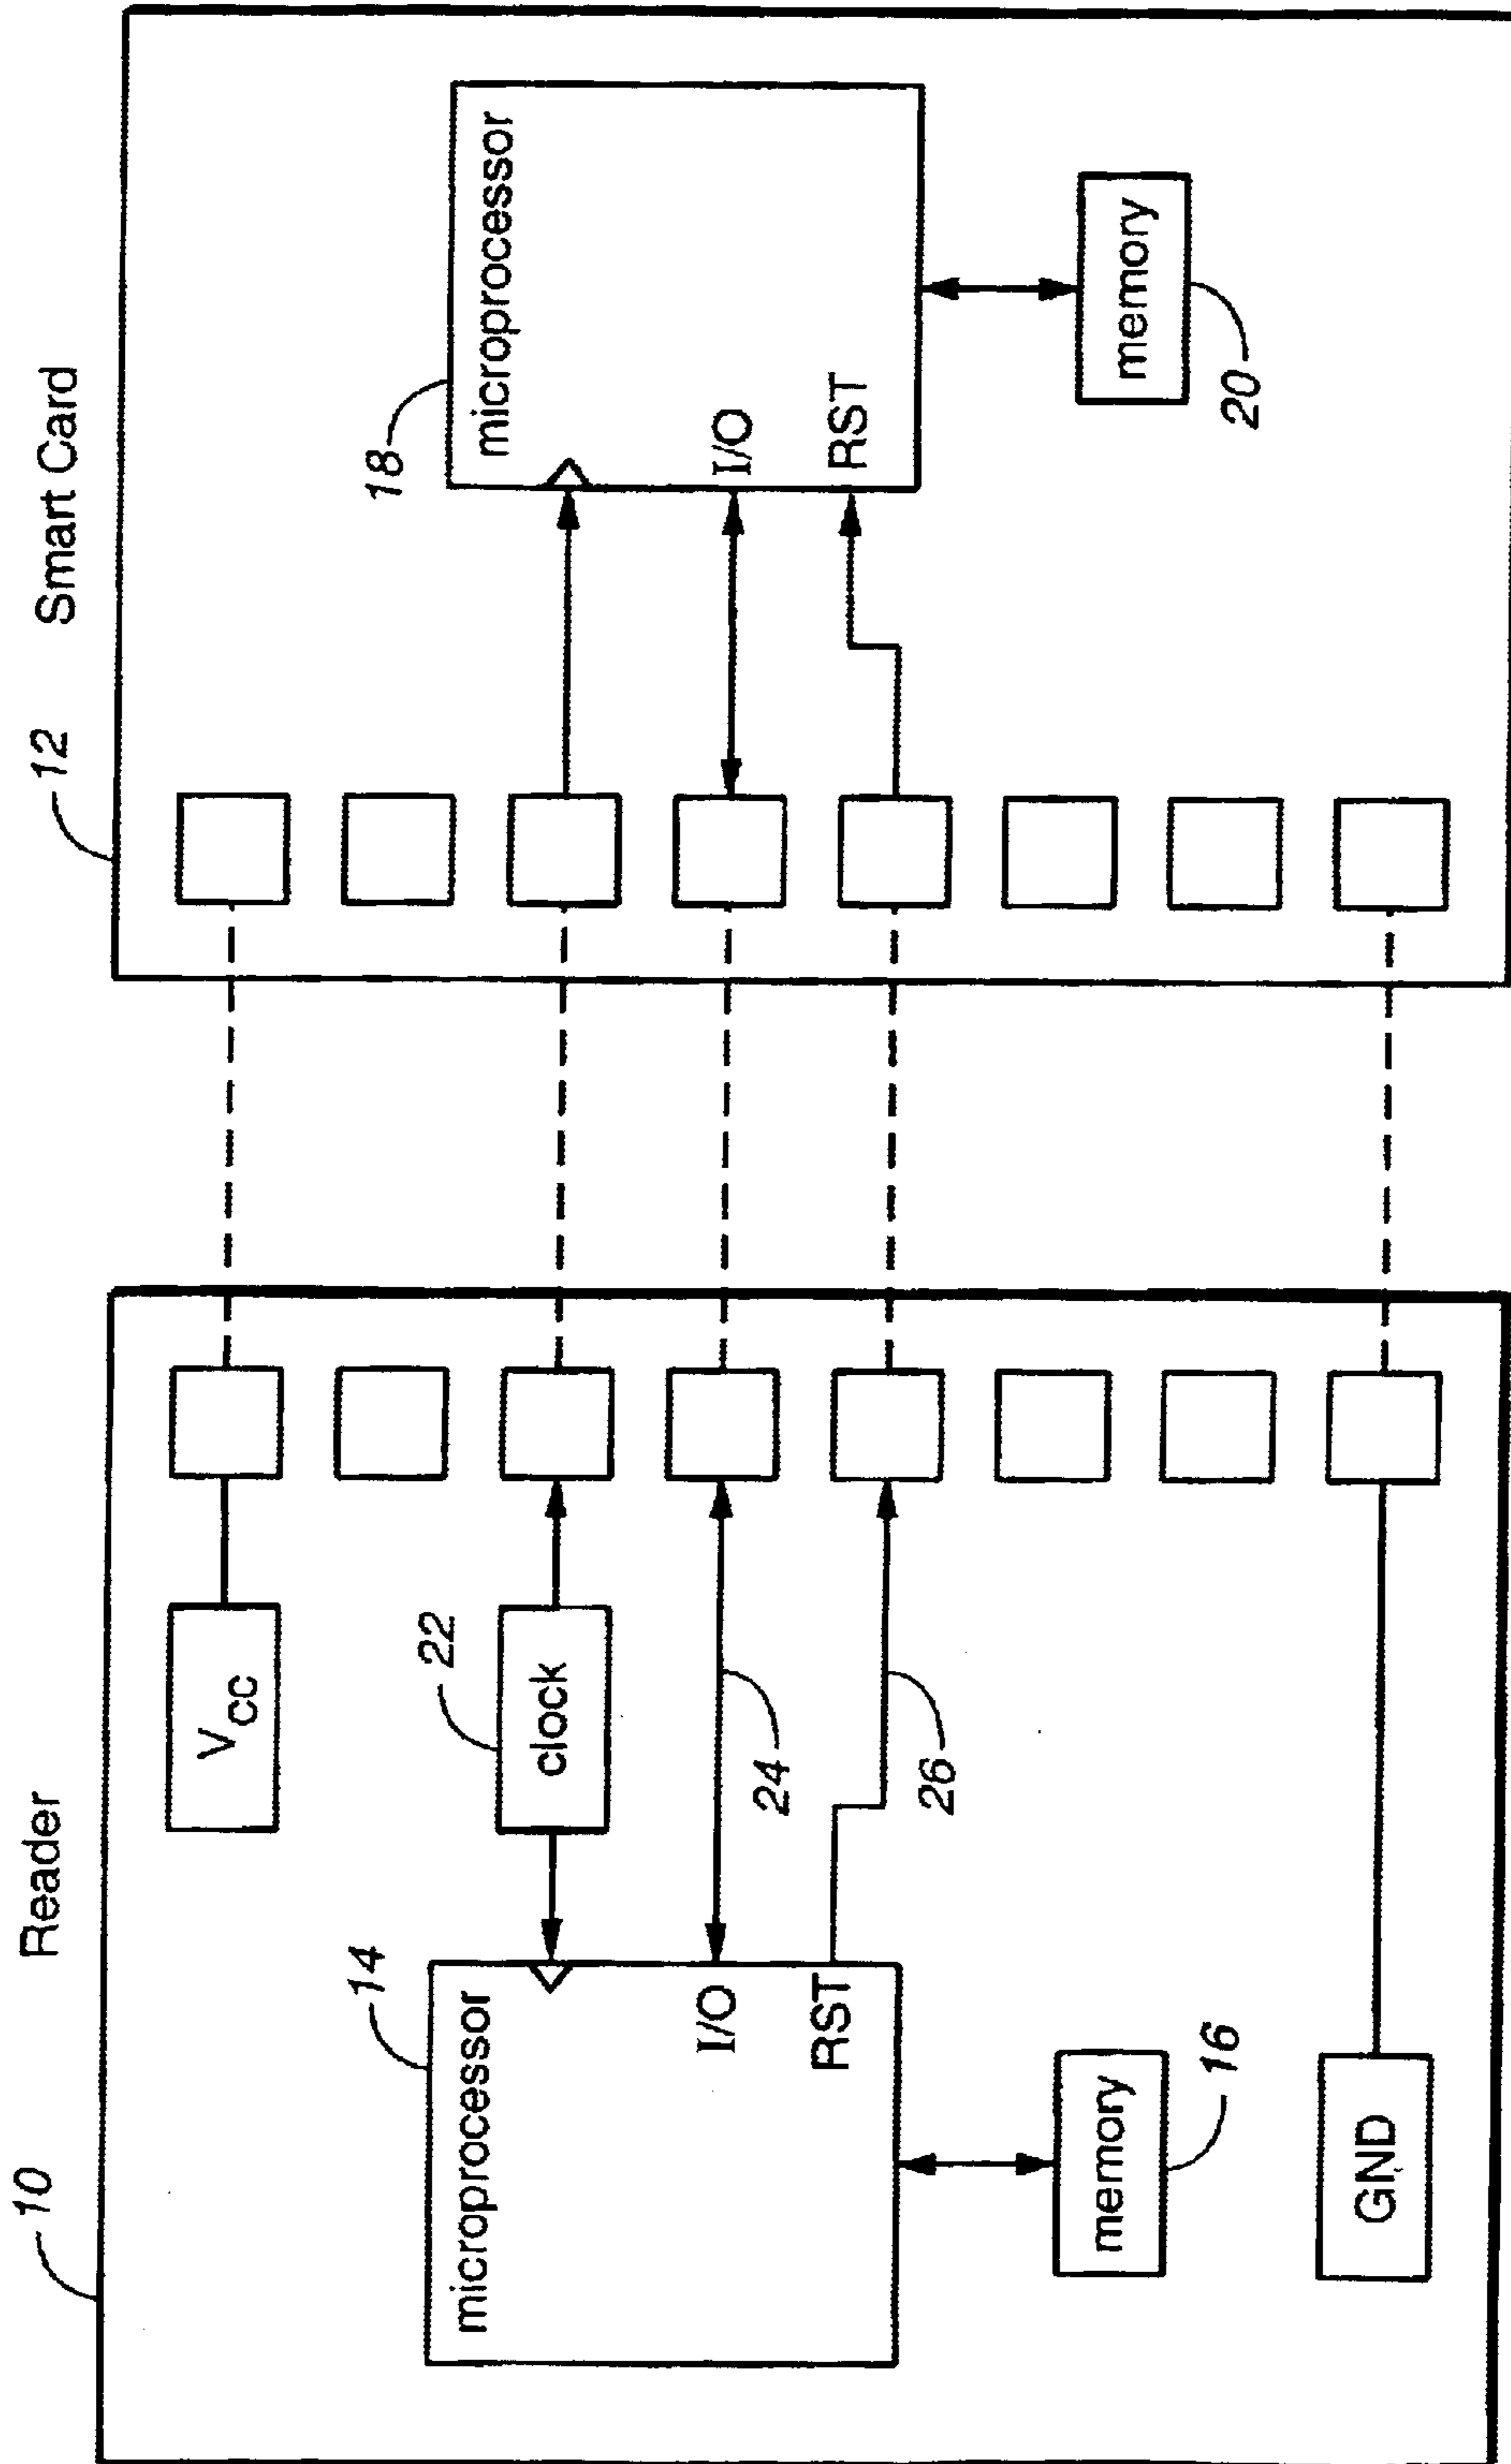 10
Reader
V_CC
14
microprocessor
22
clock
I/O
24
RST
26
memory
16
GND
12
Smart Card
18
microprocessor
I/O
RST
memory
20